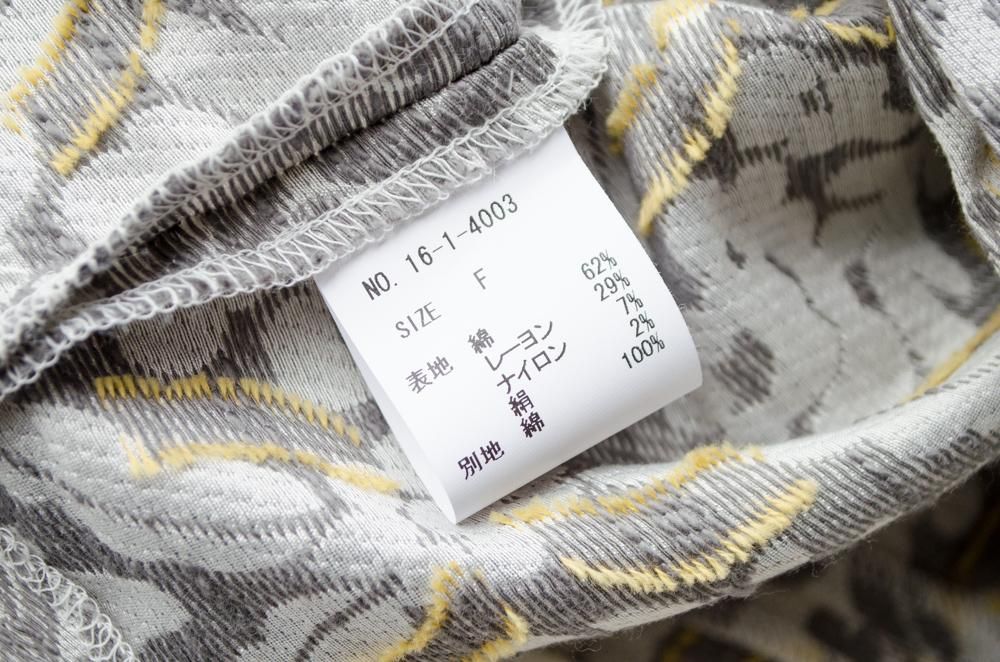 NO. 16-1-4003
SIZE F
表地 綿 62%
レーヨン 29%
ナイロン 7%
絹 2%
別地 綿 100%